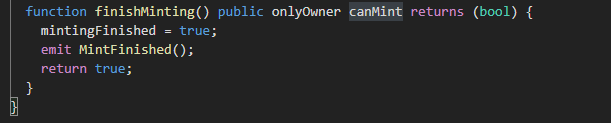 function finishMinting() public onlyOwner canMint returns (bool) {
mintingFinished = true;
emit MintFinished();
return true;
}
}